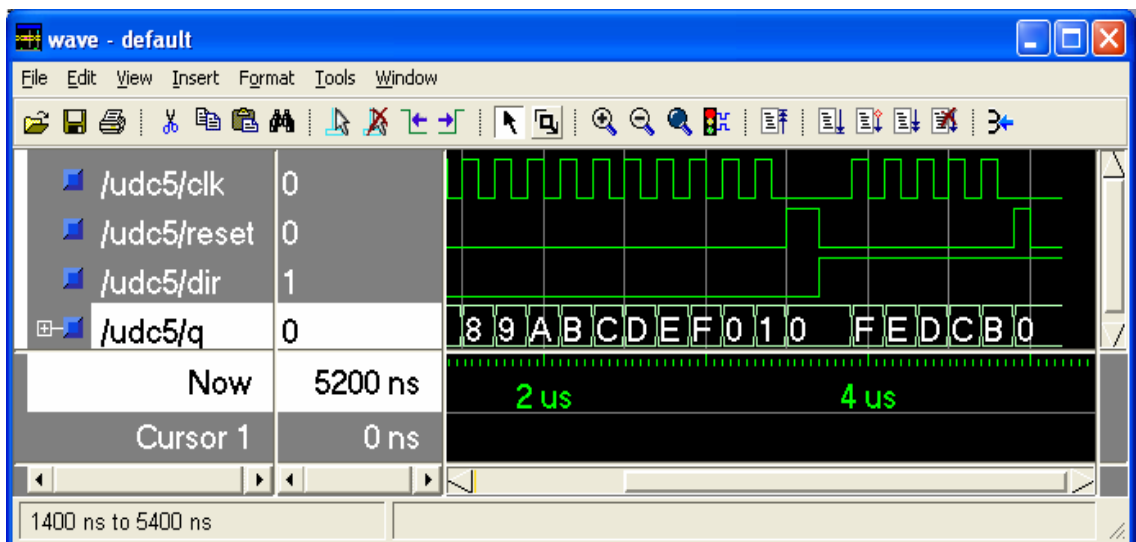 wave - default
File Edit View Insert Format Tools Window
/udc5/clk 0
/udc5/reset 0
/udc5/dir 1
/udc5/q 0 8 9 A B C D E F 0 1 0 F E D C B 0
Now 5200 ns 2 us 4 us
Cursor 1 0 ns
1400 ns to 5400 ns